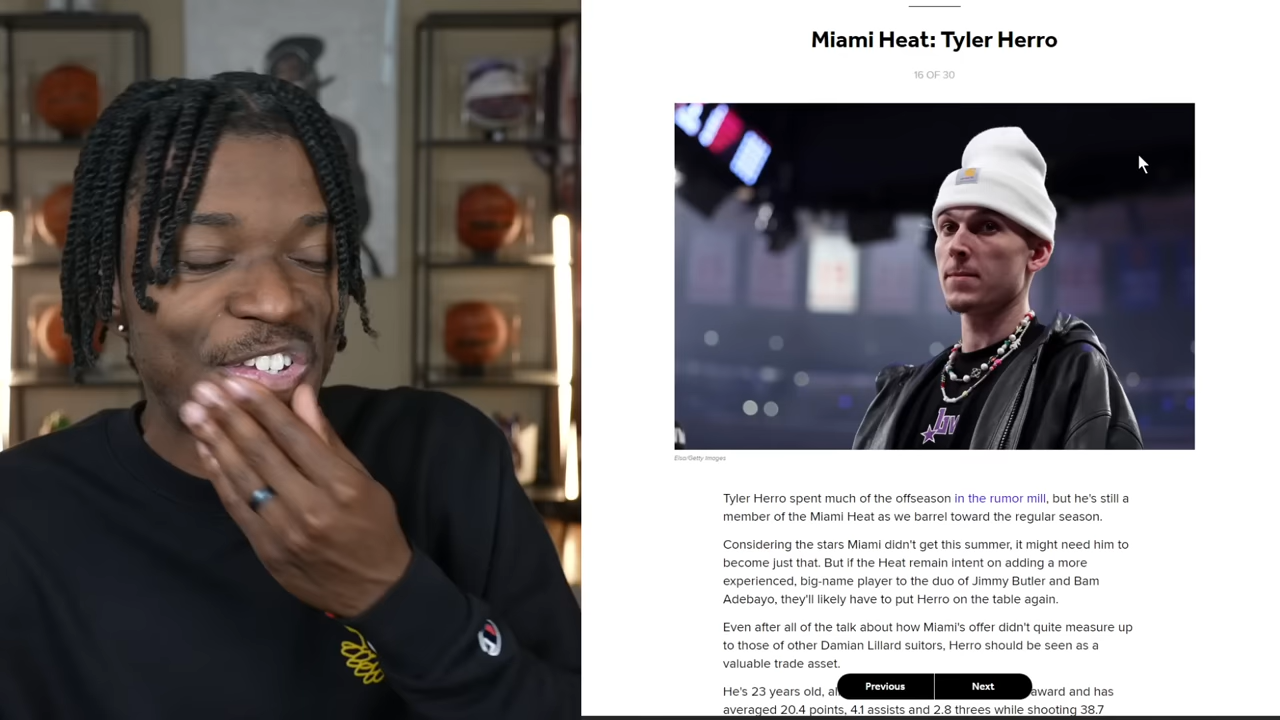 Miami Heat: Tyler Herro
16 OF 30
Elsa/Getty Images
Tyler Herro spent much of the offseason in the rumor mill, but he's still a
member of the Miami Heat as we barrel toward the regular season.
Considering the stars Miami didn't get this summer, it might need him to
become just that. But if the Heat remain intent on adding a more
experienced, big-name player to the duo of Jimmy Butler and Bam
Adebayo, they'll likely have to put Herro on the table again.
Even after all of the talk about how Miami's offer didn't quite measure up
to those of other Damian Lillard suitors, Herro should be seen as a
valuable trade asset.
Previous
Next
He's 23 years old, award and has
averaged 20.4 points, 4.1 assists and 2.8 threes while shooting 38.7